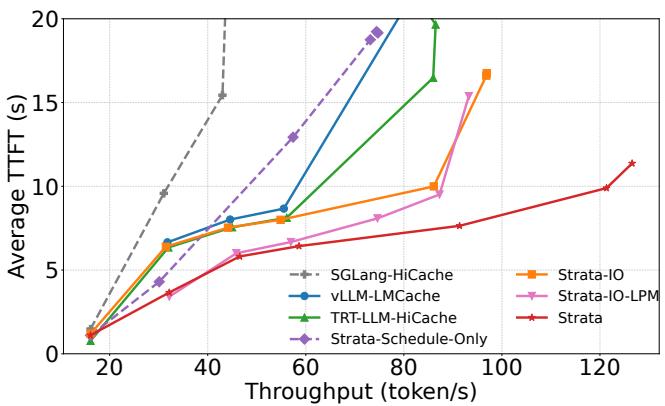 20
15
10
5
0
Average TTFT (s)
SGLang-HiCache
vLLM-LMCache
TRT-LLM-HiCache
Strata-Schedule-Only
Strata-IO
Strata-IO-LPM
Strata
20 40 60 80 100 120
Throughput (token/s)